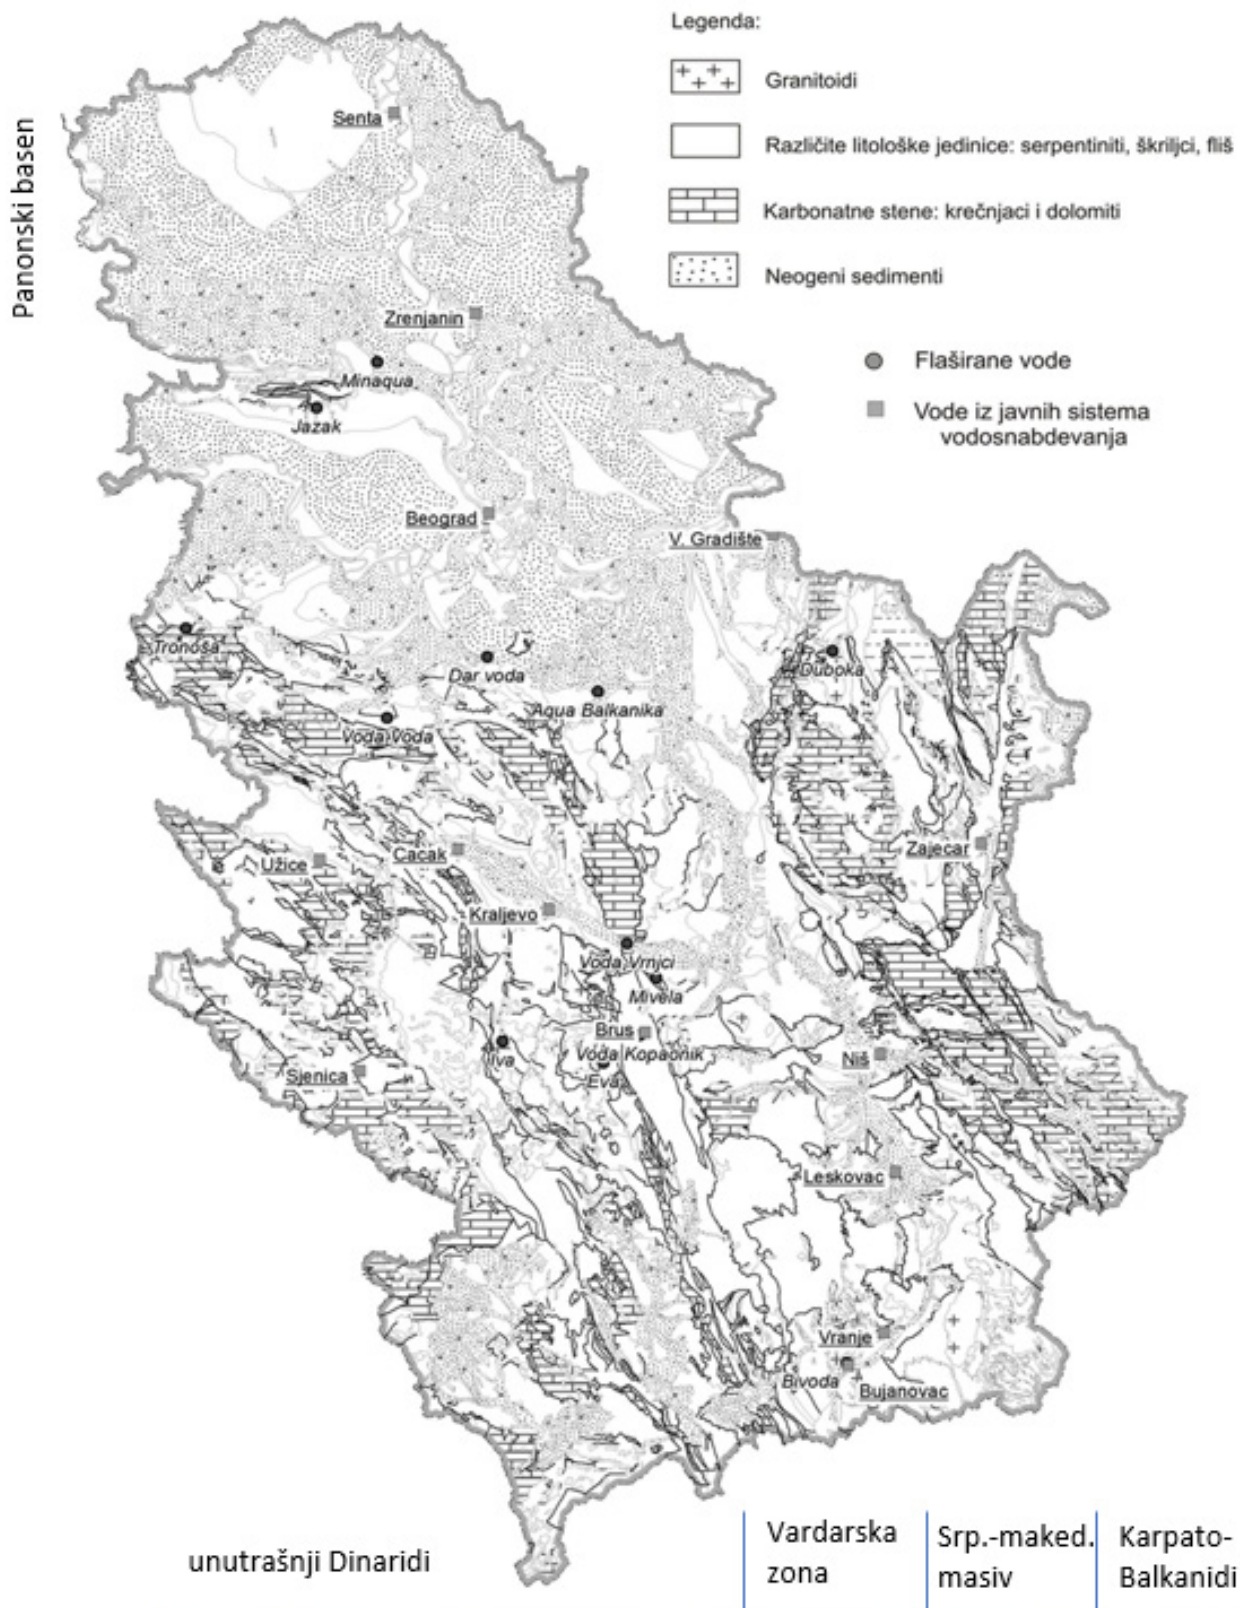 Legenda:
Granitoidi
Različite litološke jedinice: serpentiniti, škriljci, fliš
Karbonatne stene: krečnjaci i dolomiti
Neogeni sedimenti
Flaširane vode
Vode iz javnih sistema
vodosnabdevanja
Panonski basen
Senta
Zrenjanin
Minaqua
Jazak
Beograd
V. Gradište
Tronoša
Dar voda
Duboka
Aqua Balkanika
Voda Voda
Užice
Cacak
Zajecar
Kraljevo
Voda Vrnjci
Mivela
Brus
Iva
Voda Kopaonik
Niš
Sjenica
Eva
Leskovac
Vranje
Bivoda
Bujanovac
unutrašnji Dinaridi
Vardarska
zona
Srp.-maked.
masiv
Karpato-
Balkanidi